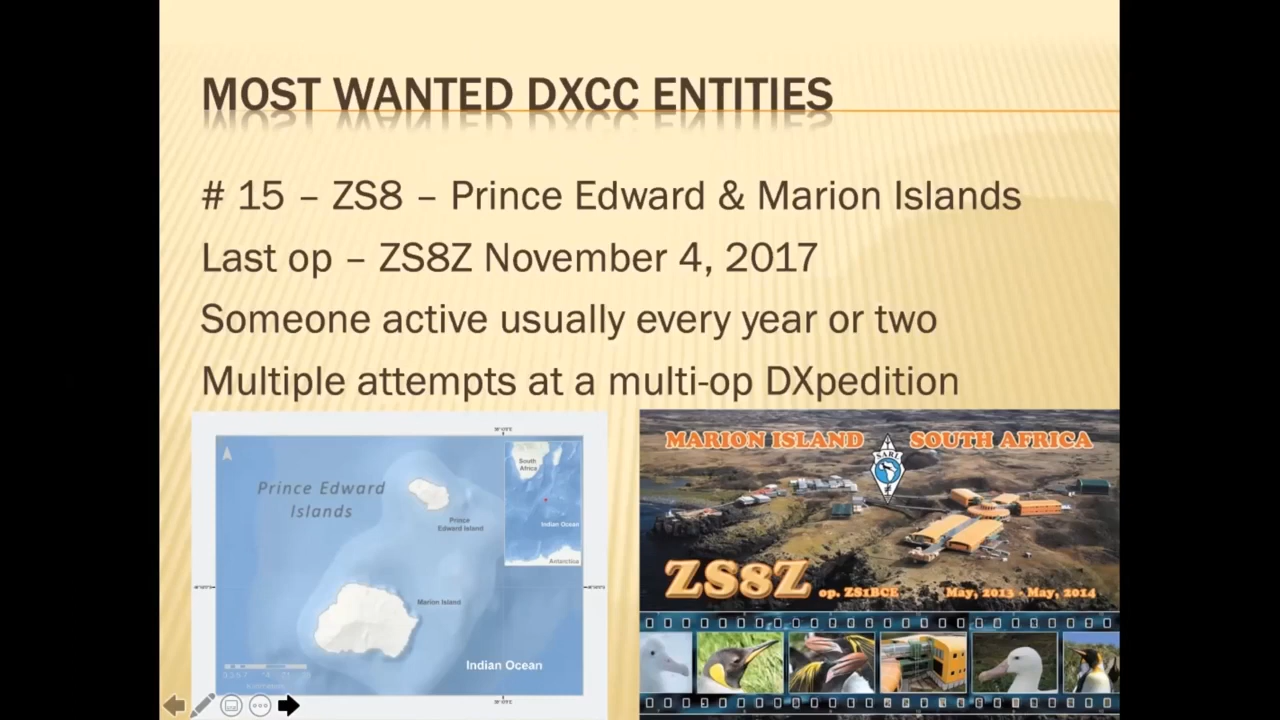 MOST WANTED DXCC ENTITIES
# 15 – ZS8 – Prince Edward & Marion Islands
Last op – ZS8Z November 4, 2017
Someone active usually every year or two
Multiple attempts at a multi-op DXpedition
Prince Edward
Islands
Prince
Edward Island
Marion Island
Indian Ocean
South
Africa
Indian Ocean
Antarctica
MARION ISLAND SOUTH AFRICA
SARL
ZS8Z op. ZS1BCE May, 2013 - May, 2014